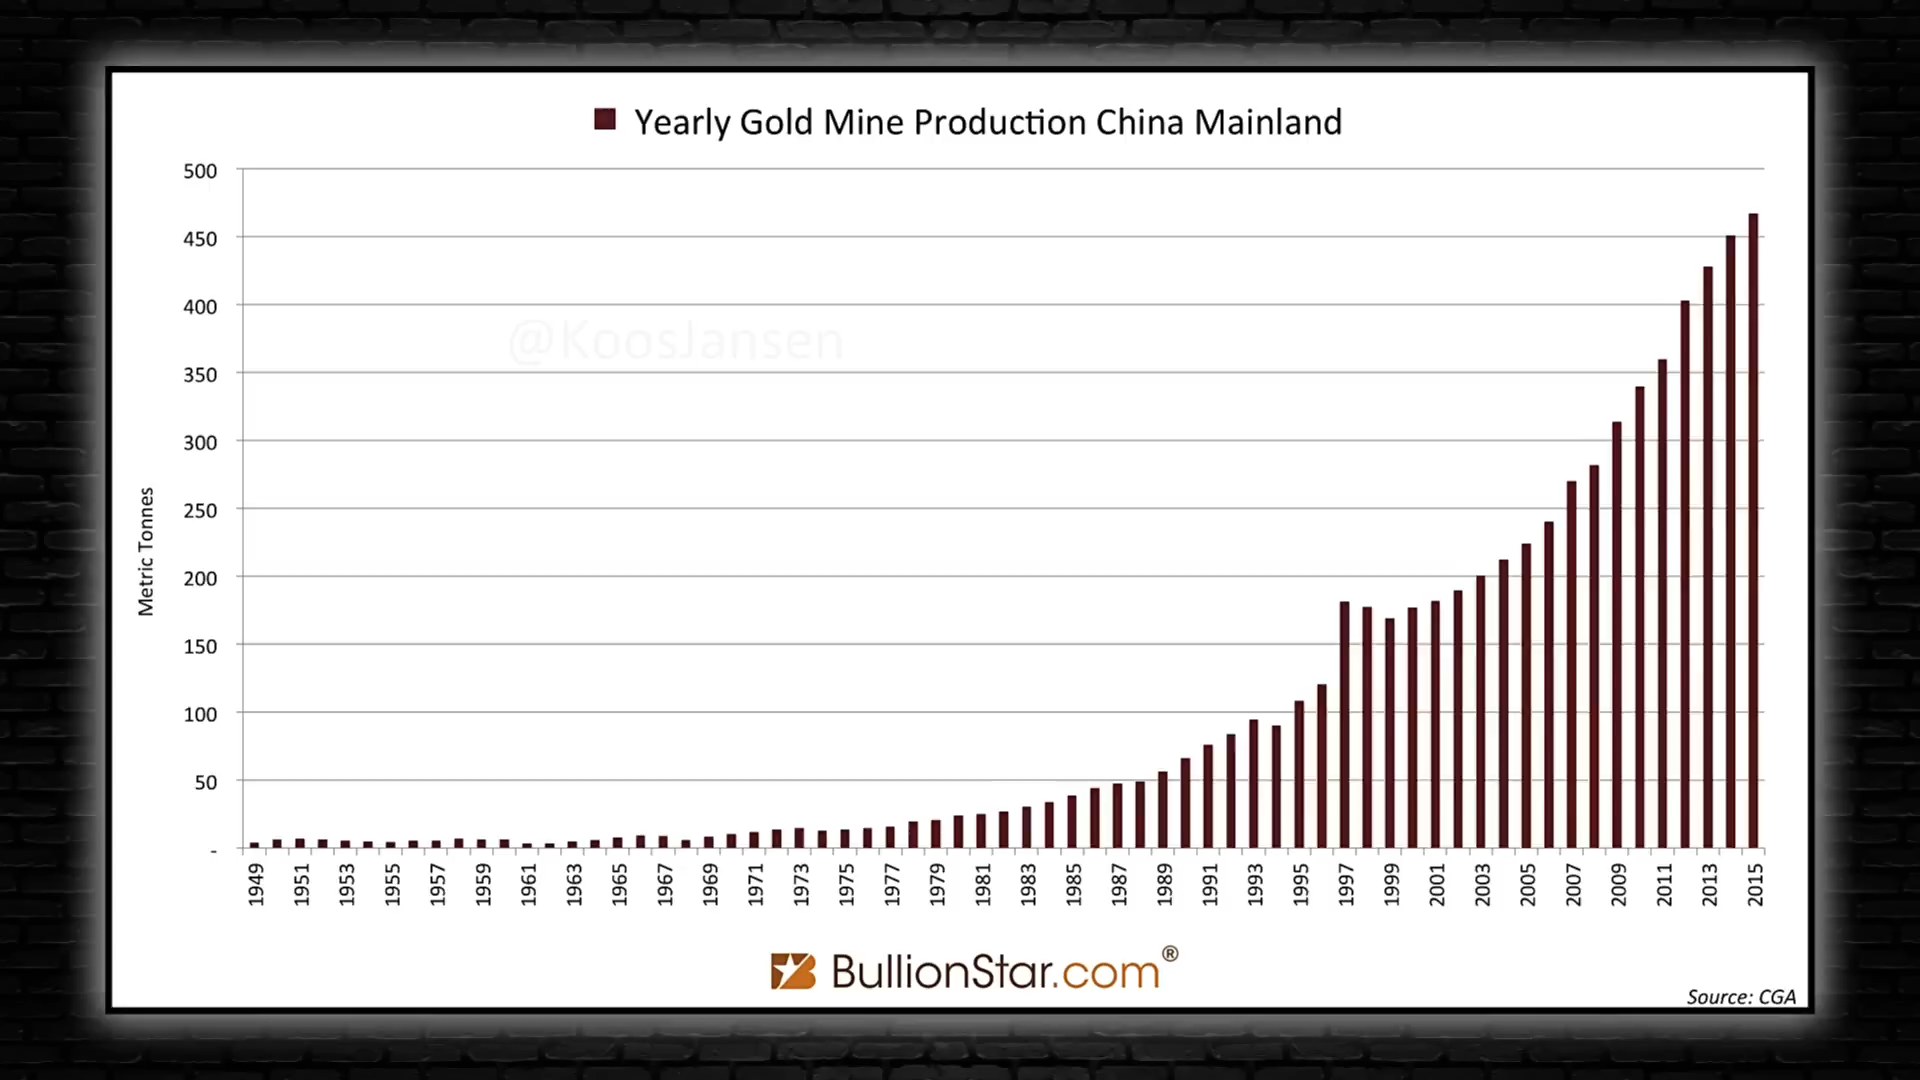 Yearly Gold Mine Production China Mainland
500
450
400
350
300
250
200
150
100
50
-
Metric Tonnes
@KoosJansen
1949 1951 1953 1955 1957 1959 1961 1963 1965 1967 1969 1971 1973 1975 1977 1979 1981 1983 1985 1987 1989 1991 1993 1995 1997 1999 2001 2003 2005 2007 2009 2011 2013 2015
BullionStar.com®
Source: CGA